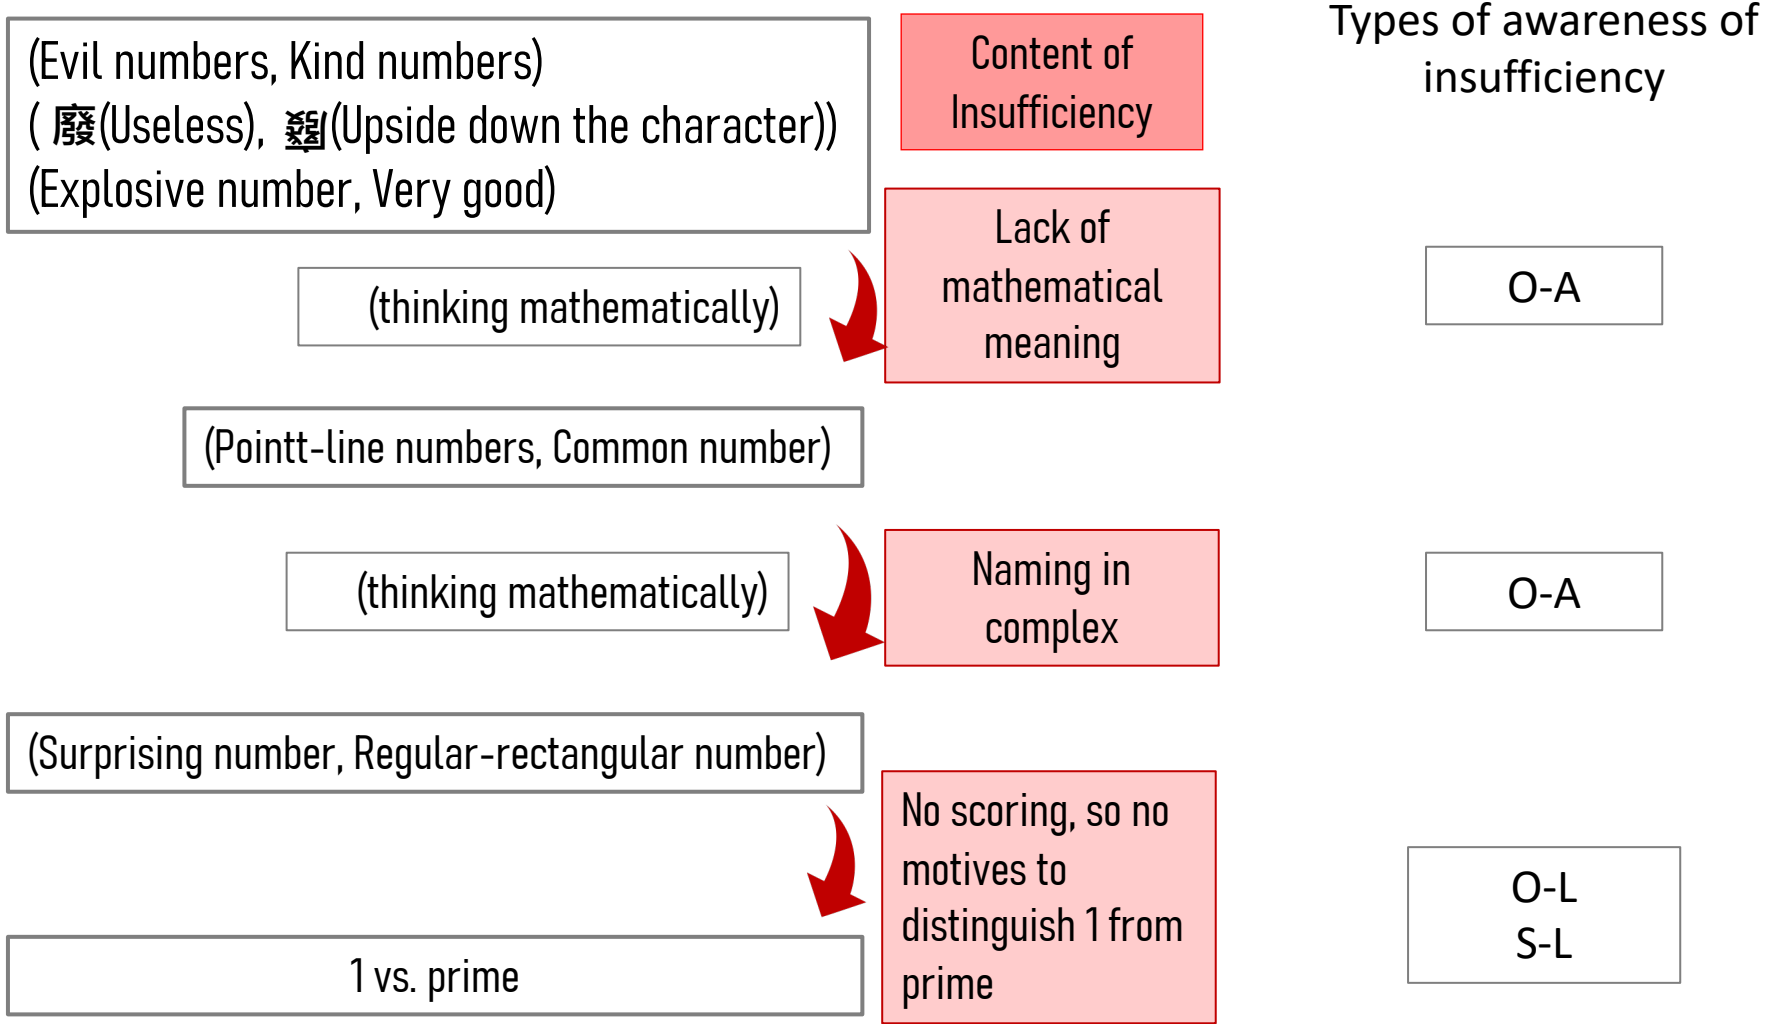 (Evil numbers, Kind numbers)
( 廢(Useless), (Upside down the character))
(Explosive number, Very good)
Content of
Insufficiency
Types of awareness of
insufficiency
Lack of
mathematical
meaning
(thinking mathematically)
O-A
(Pointt-line numbers, Common number)
(thinking mathematically)
Naming in
complex
O-A
(Surprising number, Regular-rectangular number)
No scoring, so no
motives to
distinguish 1 from
prime
O-L
S-L
1 vs. prime